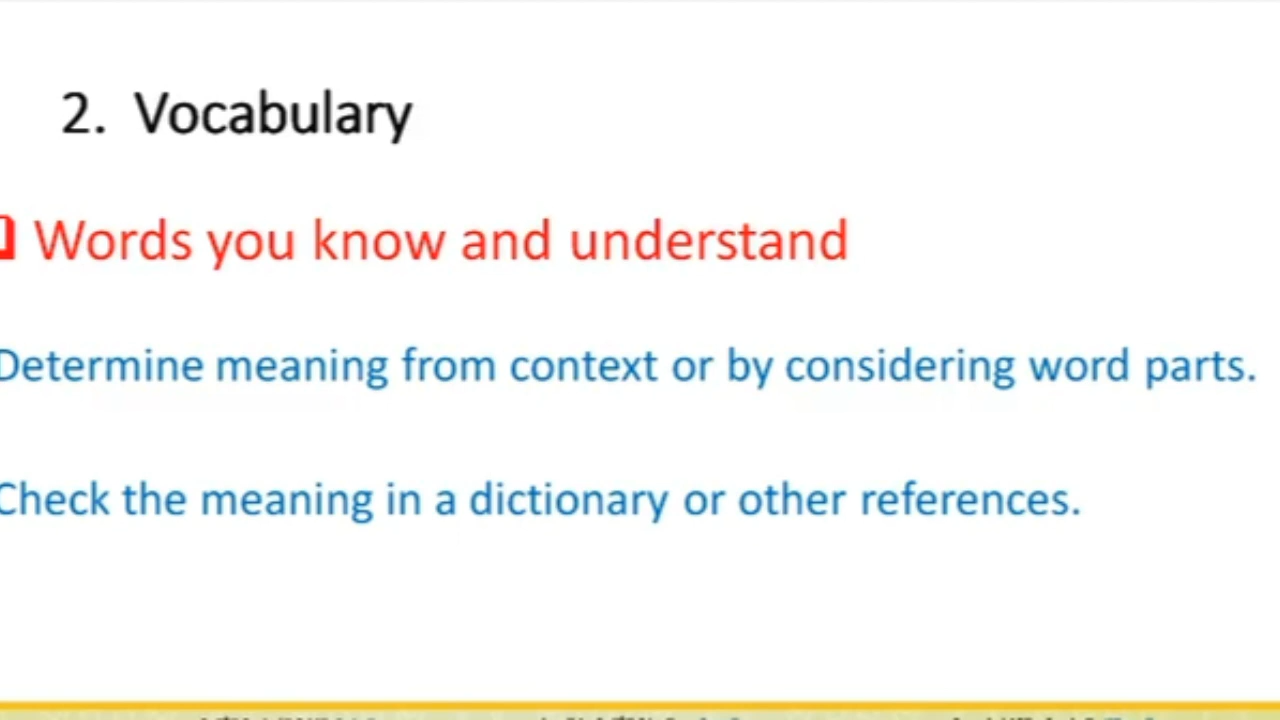 2. Vocabulary
Words you know and understand
Determine meaning from context or by considering word parts.
Check the meaning in a dictionary or other references.